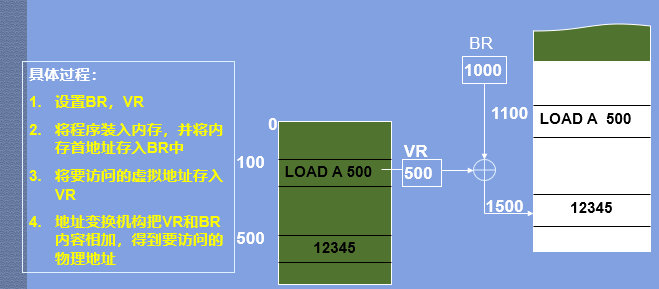 具体过程：
1. 设置BR，VR
2. 将程序装入内存，并将内
存首地址存入BR中
3. 将要访问的虚拟地址存入
VR
4. 地址变换机构把VR和BR
内容相加，得到要访问的
物理地址
0
100
LOAD A 500
500
12345
VR
500
BR
1000
1100
LOAD A 500
1500
12345